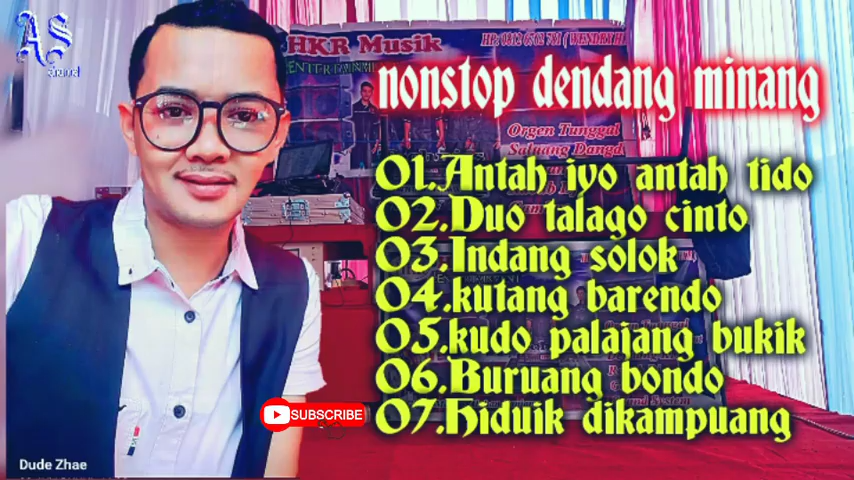 AS
HKR Musik
nonstop dendang minang
Orgen Tunggal
01.Antah iyo antah tido
02.Duo talago cinto
03.Indang solok
04.kutang barendo
05.kudo palajang bukik
06.Buruang bondo
07.Hiduik dikampuang
SUBSCRIBE
Dude Zhae